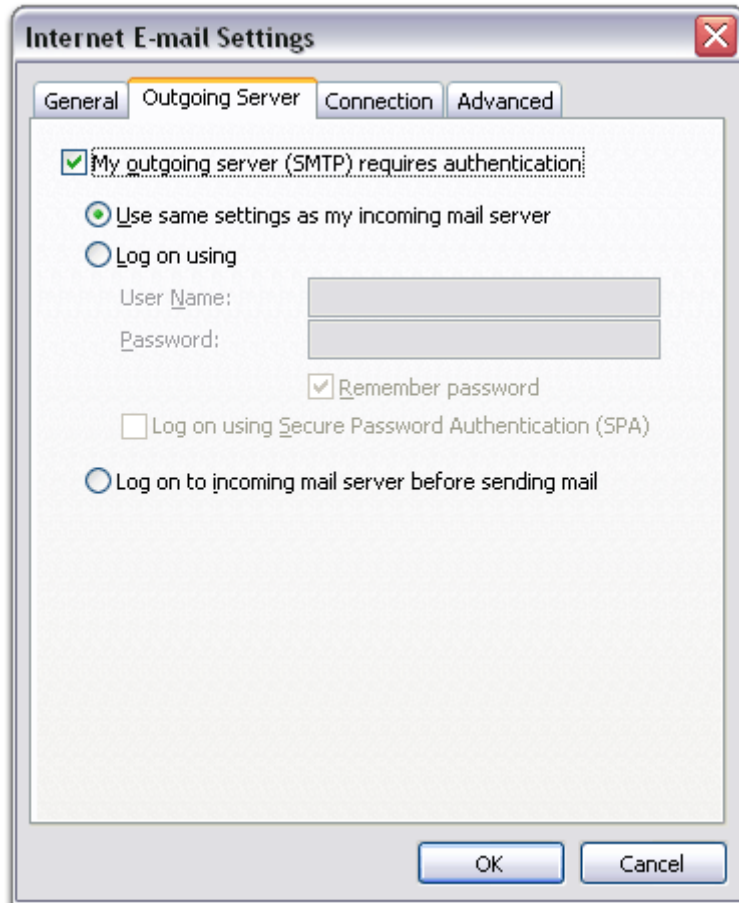 Internet E-mail Settings
General Outgoing Server Connection Advanced
My outgoing server (SMTP) requires authentication
Use same settings as my incoming mail server
Log on using
User Name:
Password:
Remember password
Log on using Secure Password Authentication (SPA)
Log on to incoming mail server before sending mail
OK Cancel